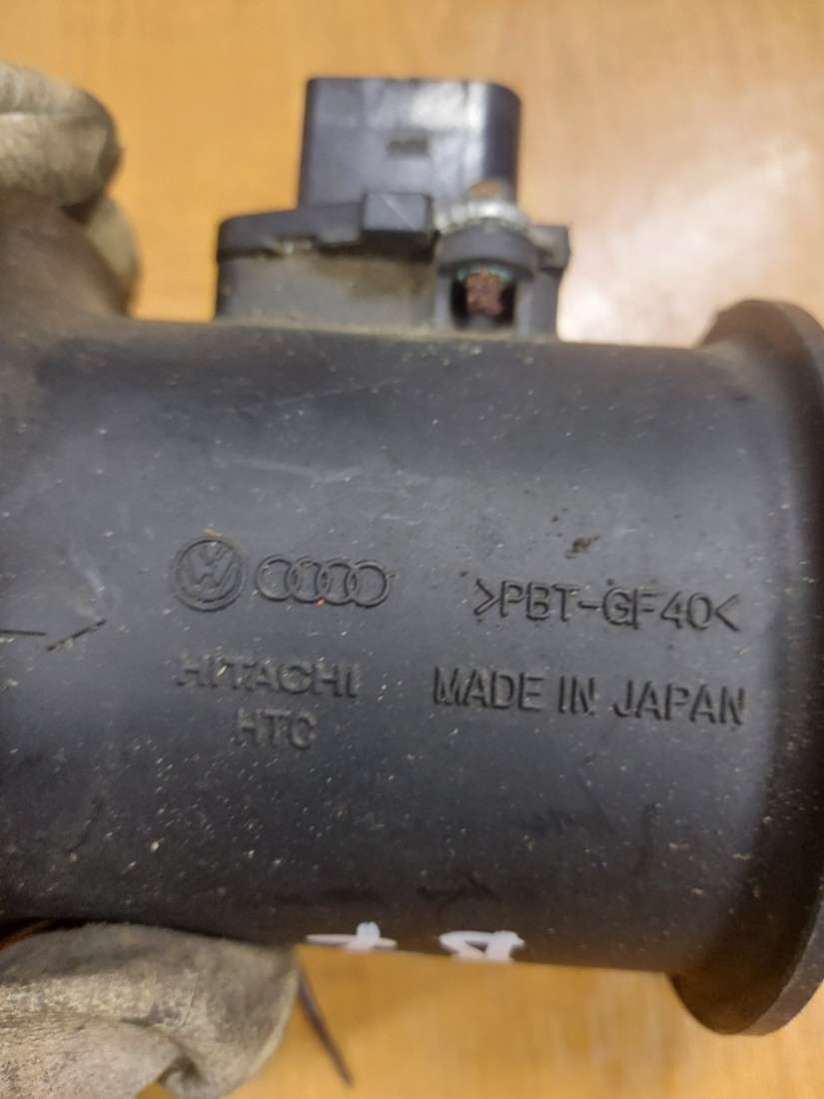 >PBT-GF40<
HITACHI
MADE IN JAPAN
HTC